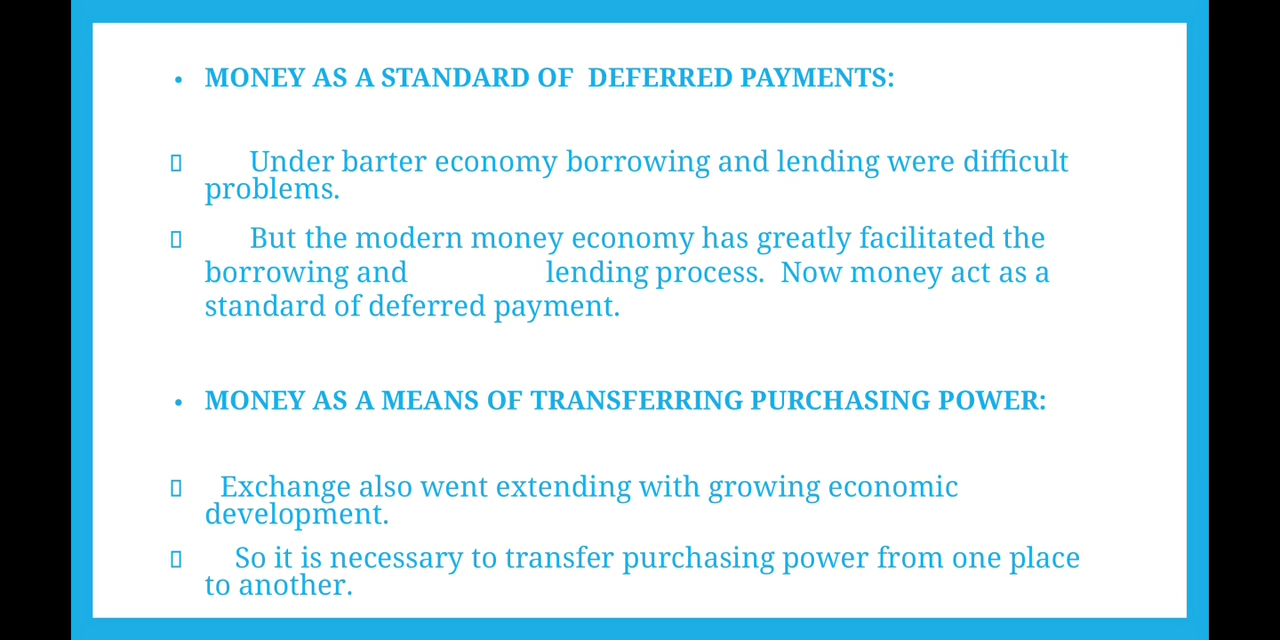 • MONEY AS A STANDARD OF  DEFERRED PAYMENTS:
▯ Under barter economy borrowing and lending were difficult
problems.
▯ But the modern money economy has greatly facilitated the
borrowing and lending process.  Now money act as a
standard of deferred payment.
• MONEY AS A MEANS OF TRANSFERRING PURCHASING POWER:
▯ Exchange also went extending with growing economic
development.
▯ So it is necessary to transfer purchasing power from one place
to another.